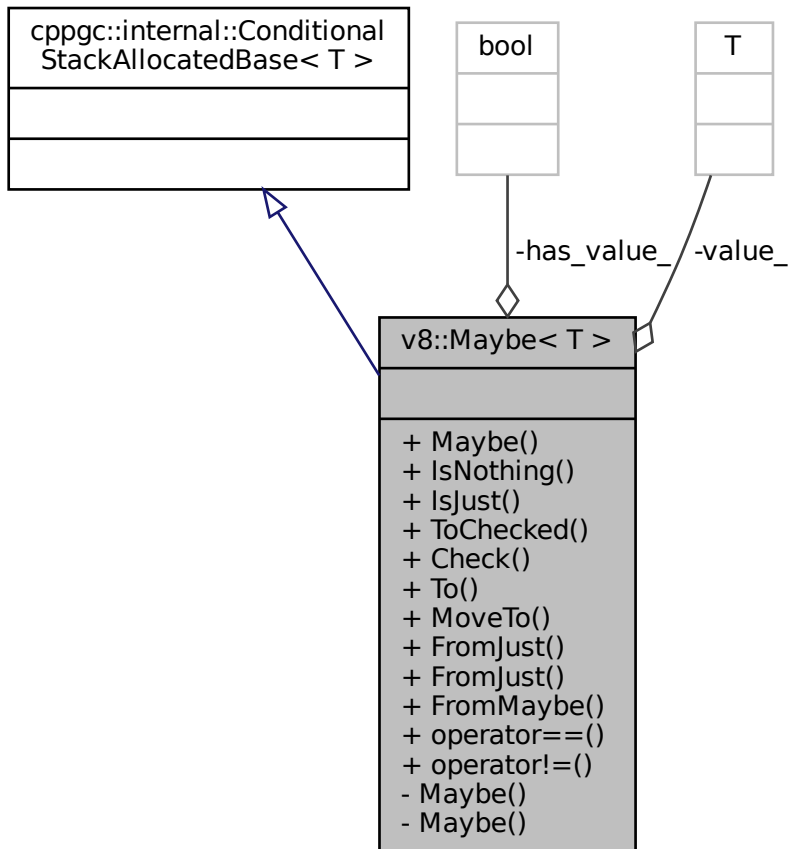 cppgc::internal::Conditional
StackAllocatedBase< T >
bool
T
-has_value_
-value_
v8::Maybe< T >
+ Maybe()
+ IsNothing()
+ IsJust()
+ ToChecked()
+ Check()
+ To()
+ MoveTo()
+ FromJust()
+ FromJust()
+ FromMaybe()
+ operator==()
+ operator!=()
- Maybe()
- Maybe()